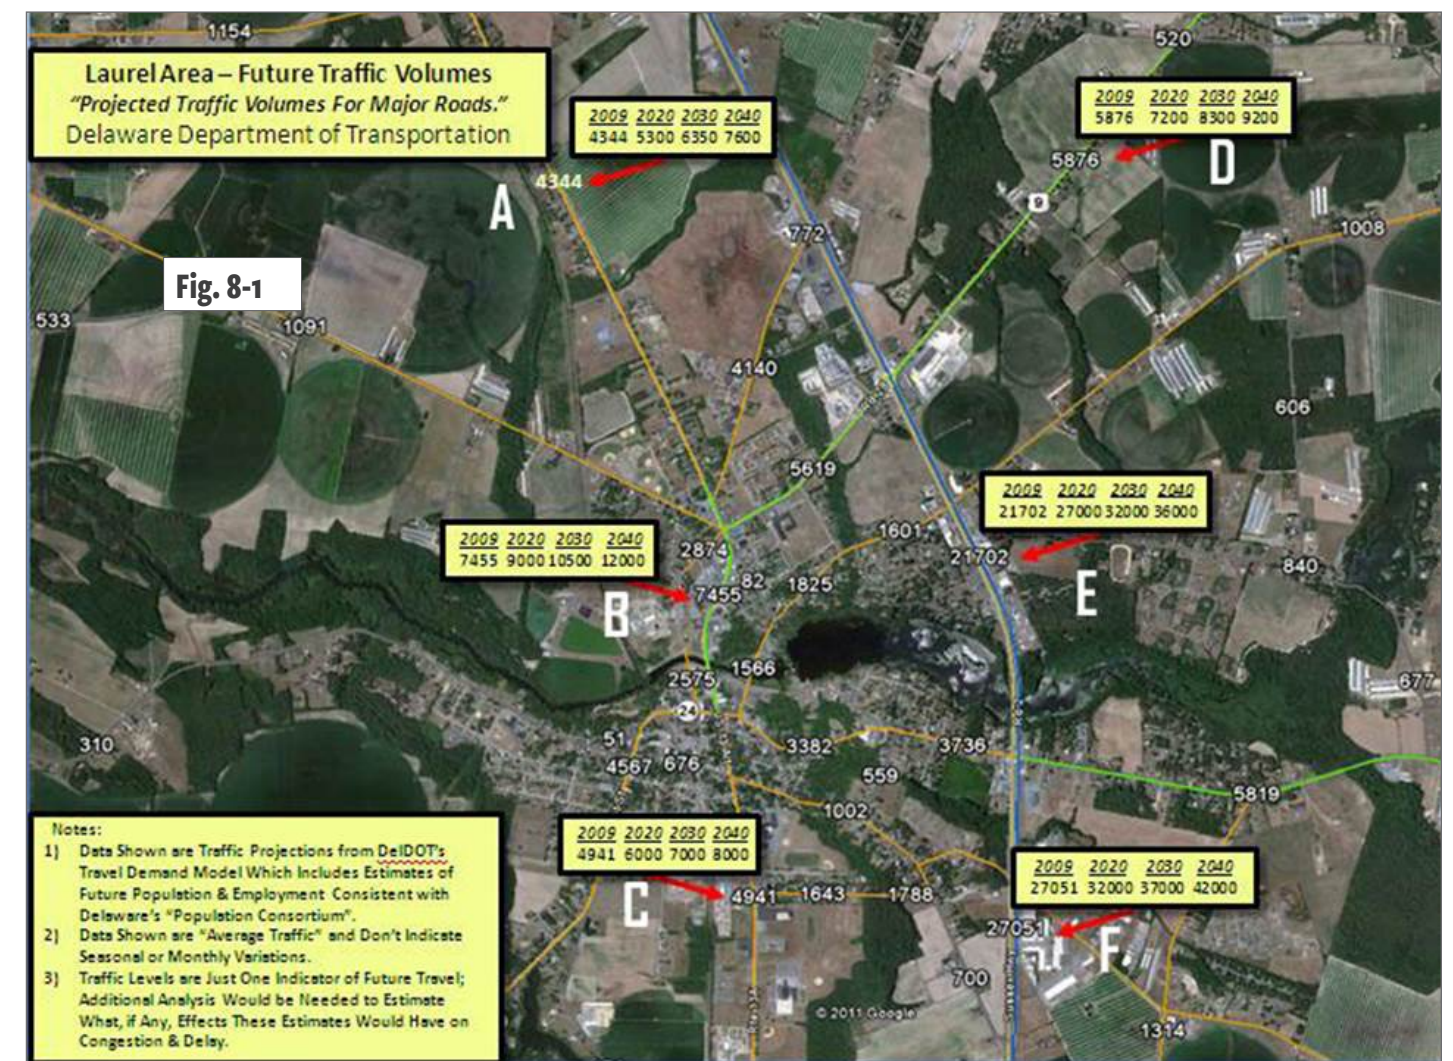 1154
520
Laurel Area – Future Traffic Volumes
"Projected Traffic Volumes For Major Roads."
Delaware Department of Transportation
2009 2020 2030 2040
4344 5300 6350 7600
2009 2020 2030 2040
5876 7200 8300 9200
5876
D
4344
A
9
772
1008
Fig. 8-1
533
1091
4140
606
5619
2009 2020 2030 2040
21702 27000 32000 36000
1601
2009 2020 2030 2040
7455 9000 10500 12000
2874
21702
82
1825
840
7455
B
E
1566
2575
677
24
51
3382
3736
310
4567
676
559
5819
1002
Notes:
1) Data Shown are Traffic Projections from DelDOT's
Travel Demand Model Which Includes Estimates of
Future Population & Employment Consistent with
Delaware's "Population Consortium".
2) Data Shown are "Average Traffic" and Don't Indicate
Seasonal or Monthly Variations.
3) Traffic Levels are Just One Indicator of Future Travel;
Additional Analysis Would be Needed to Estimate
What, if Any, Effects These Estimates Would Have on
Congestion & Delay.
2009 2020 2030 2040
4941 6000 7000 8000
2009 2020 2030 2040
27051 32000 37000 42000
4941
1643
1788
C
27051
F
700
© 2011 Google
1314